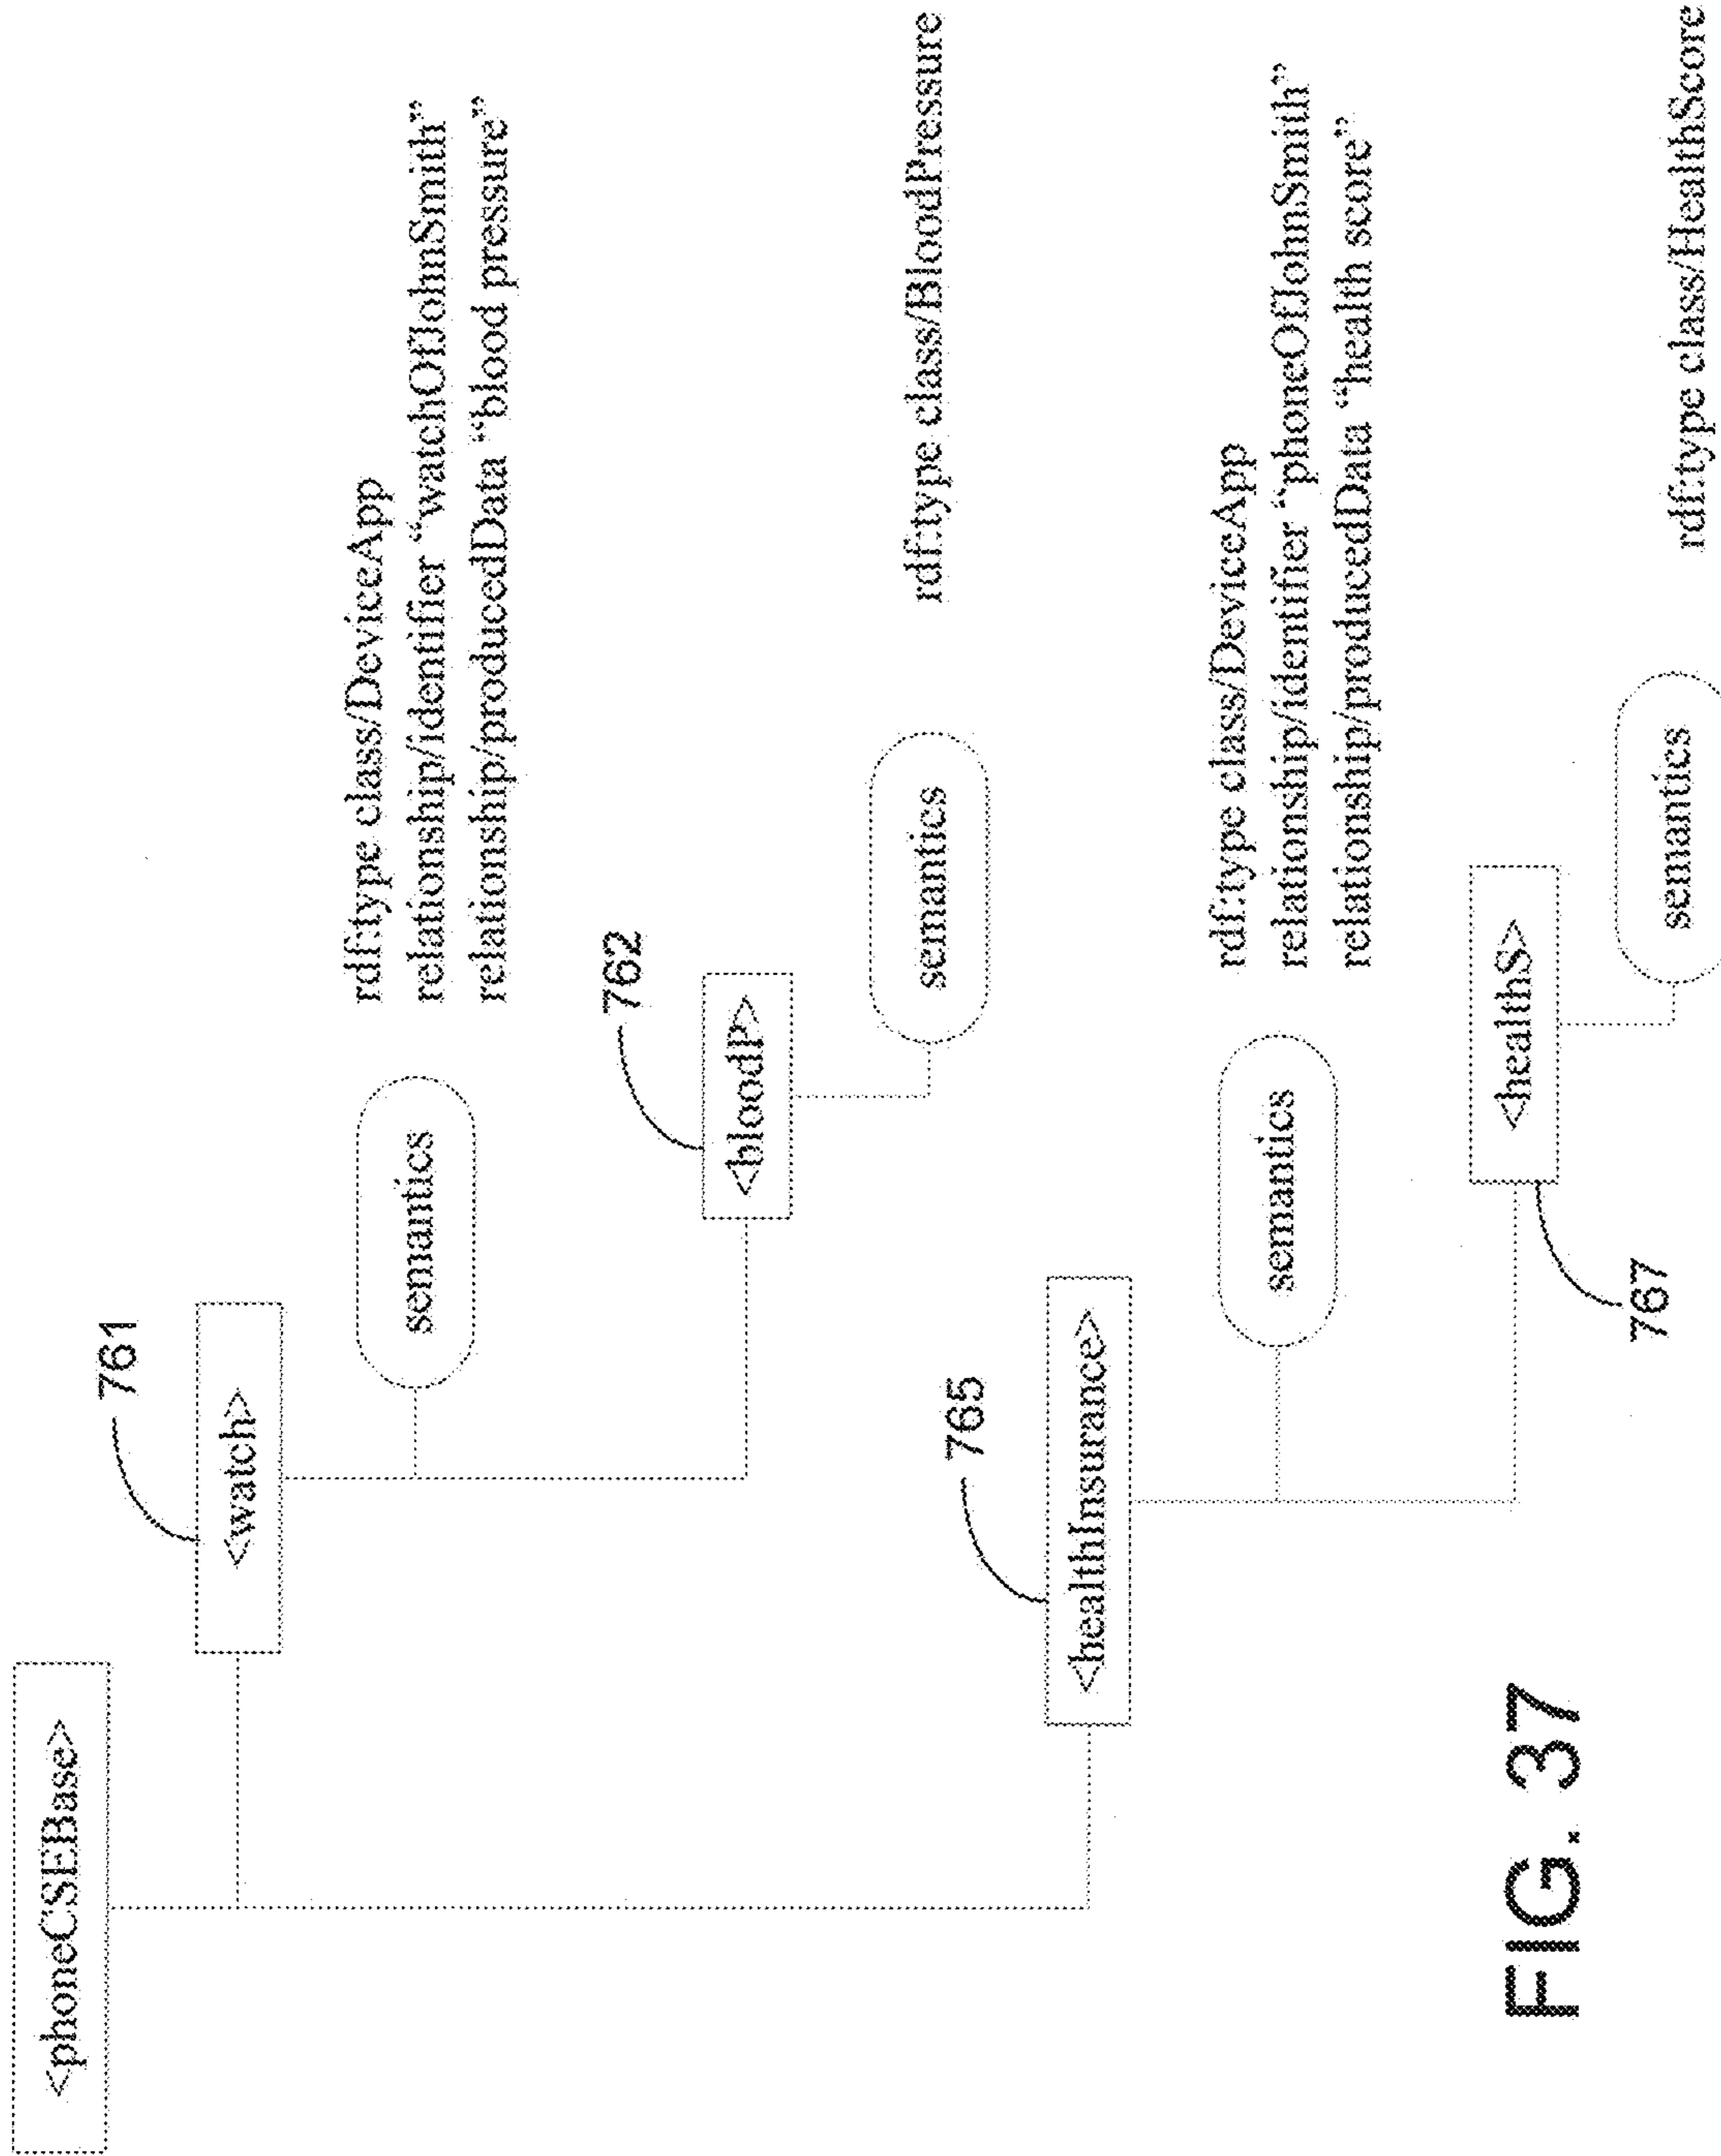 <phoneCSEBase>
761
<watch>
semantics
rdf:type class/DeviceApp
relationship/identifier “watchOfJohnSmith”
relationship/producedData “blood pressure”
762
<bloodP>
semantics
rdf:type class/BloodPressure
765
<healthInsurance>
semantics
rdf:type class/DeviceApp
relationship/identifier “phoneOfJohnSmith”
relationship/producedData “health score”
<healthS>
767
semantics
rdf:type class/HealthScore
FIG. 37